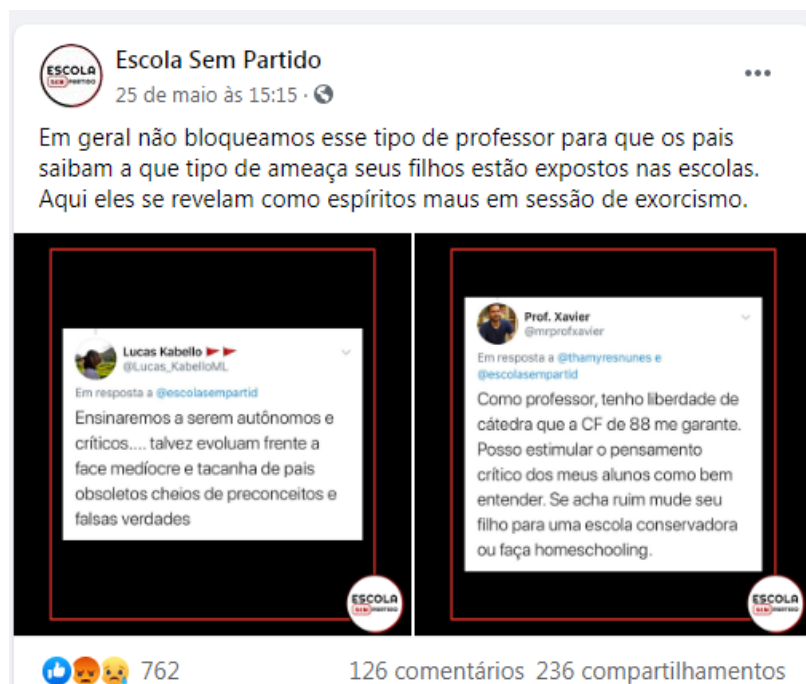 ESCOLA
SEM PARTIDO
Escola Sem Partido
25 de maio às 15:15 ·
Em geral não bloqueamos esse tipo de professor para que os pais
saibam a que tipo de ameaça seus filhos estão expostos nas escolas.
Aqui eles se revelam como espíritos maus em sessão de exorcismo.
Lucas Kabello
@Lucas_KabelloML
Em resposta a @escolasempartid
Ensinaremos a serem autônomos e
críticos.... talvez evoluam frente a
face medíocre e tacanha de pais
obsoletos cheios de preconceitos e
falsas verdades
ESCOLA
SEM PARTIDO
Prof. Xavier
@mrprofxavier
Em resposta a @thamyresnunes e
@escolasempartid
Como professor, tenho liberdade de
cátedra que a CF de 88 me garante.
Posso estimular o pensamento
crítico dos meus alunos como bem
entender. Se acha ruim mude seu
filho para uma escola conservadora
ou faça homeschooling.
ESCOLA
SEM PARTIDO
762
126 comentários 236 compartilhamentos